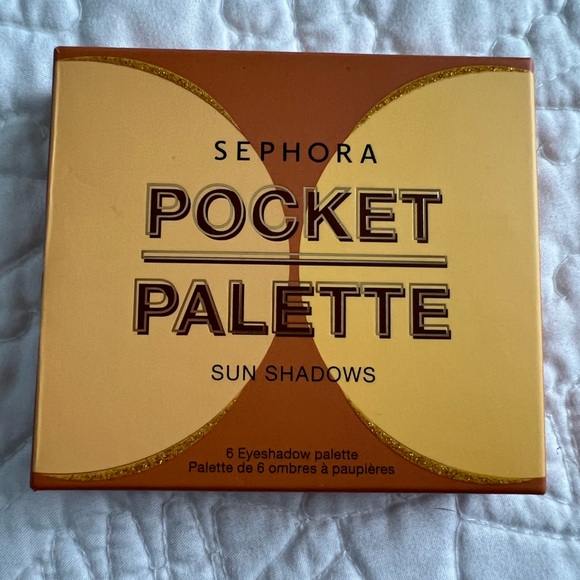 SEPHORA
POCKET
PALETTE
SUN SHADOWS
6 Eyeshadow palette
Palette de 6 ombres à paupières